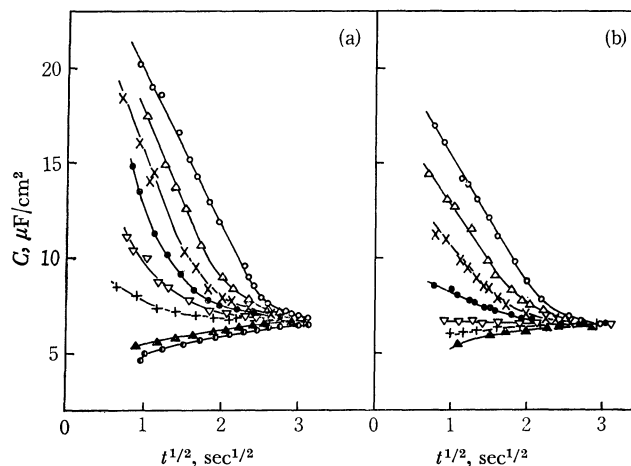 (a)
(b)
20
15
10
5
C, μF/cm²
0
1
2
3
0
1
2
3
t^{1/2}, sec^{1/2}
t^{1/2}, sec^{1/2}